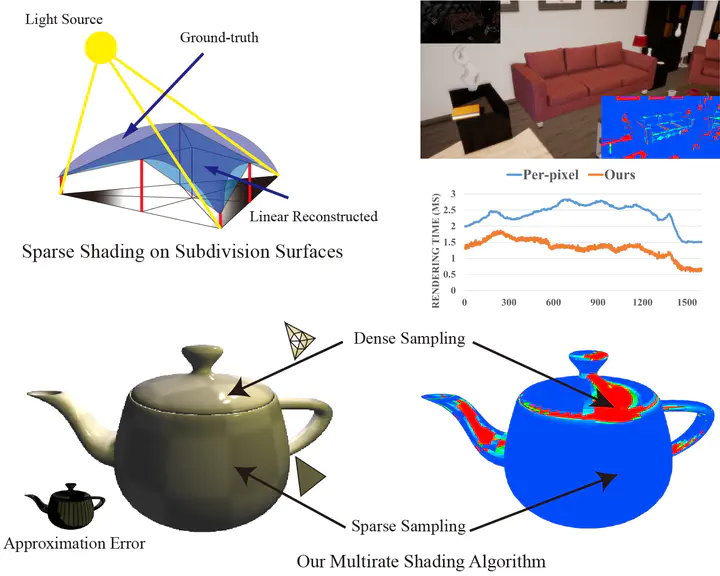 Light Source
Ground-truth
Linear Reconstructed
Sparse Shading on Subdivision Surfaces
Per-pixel Ours
RENDERING TIME (MS)
3
2.5
2
1.5
1
0.5
0
0 300 600 900 1200 1500
Dense Sampling
Sparse Sampling
Approximation Error
Our Multirate Shading Algorithm